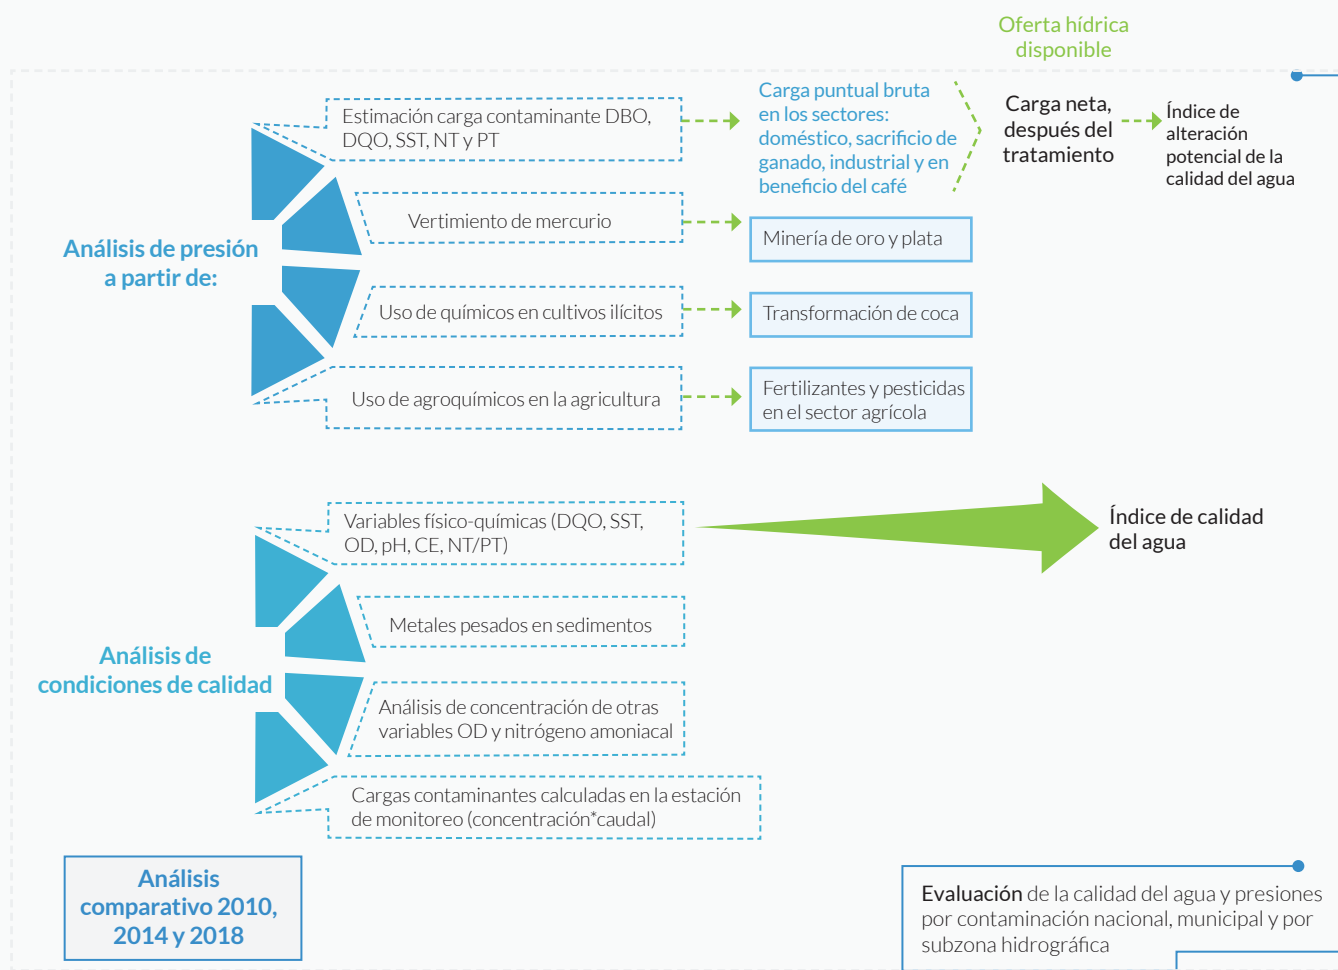 Oferta hídrica
disponible
Estimación carga contaminante DBO,
DQO, SST, NT y PT
Carga puntual bruta
en los sectores:
doméstico, sacrificio de
ganado, industrial y en
beneficio del café
Carga neta,
después del
tratamiento
Índice de
alteración
potencial de la
calidad del agua
Análisis de presión
a partir de:
Vertimiento de mercurio
Minería de oro y plata
Uso de químicos en cultivos ilícitos
Transformación de coca
Uso de agroquímicos en la agricultura
Fertilizantes y pesticidas
en el sector agrícola
Análisis de
condiciones de calidad
Variables físico-químicas (DQO, SST,
OD, pH, CE, NT/PT)
Índice de calidad
del agua
Metales pesados en sedimentos
Análisis de concentración de otras
variables OD y nitrógeno amoniacal
Cargas contaminantes calculadas en la estación
de monitoreo (concentración*caudal)
Análisis
comparativo 2010,
2014 y 2018
Evaluación de la calidad del agua y presiones
por contaminación nacional, municipal y por
subzona hidrográfica